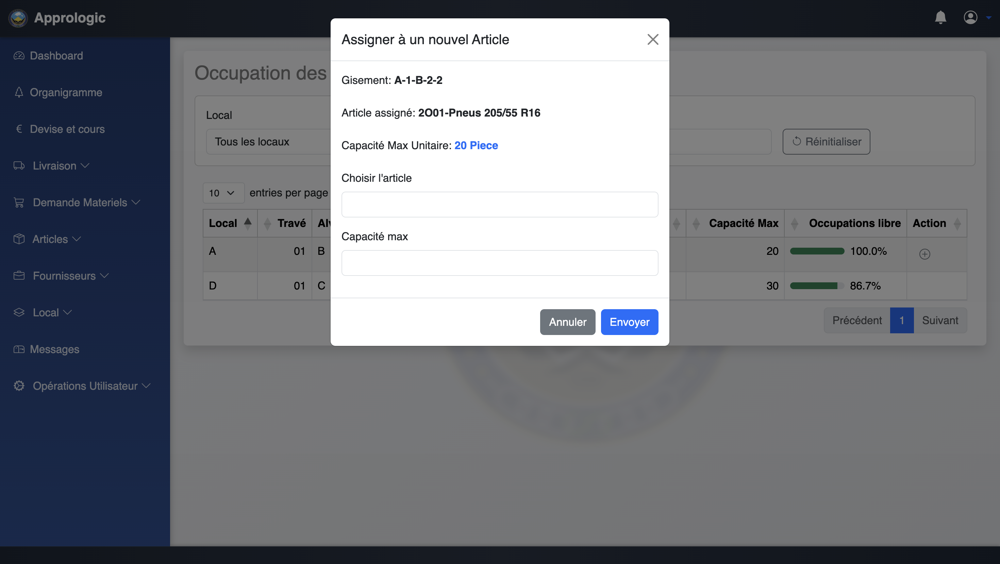 Apprologic
Dashboard
Organigramme
Devise et cours
Livraison
Demande Materiels
Articles
Fournisseurs
Local
Messages
Opérations Utilisateur
Occupation des
Local
Tous les locaux
Réinitialiser
10 entries per page
Local Travé Alv Capacité Max Occupations libre Action
A 01 B 20 100.0%
D 01 C 30 86.7%
Précédent 1 Suivant
Assigner à un nouvel Article
Gisement: A-1-B-2-2
Article assigné: 2O01-Pneus 205/55 R16
Capacité Max Unitaire: 20 Piece
Choisir l'article
Capacité max
Annuler Envoyer